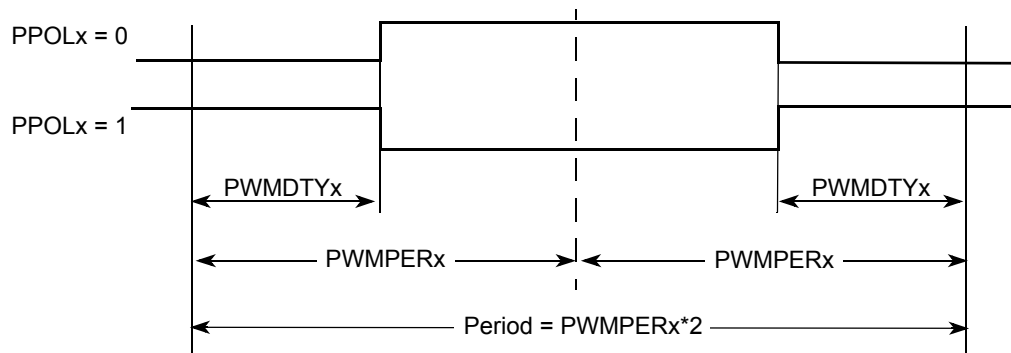 PPOLx = 0
PPOLx = 1
PWMDTYx
PWMDTYx
PWMPERx
PWMPERx
Period = PWMPERx*2